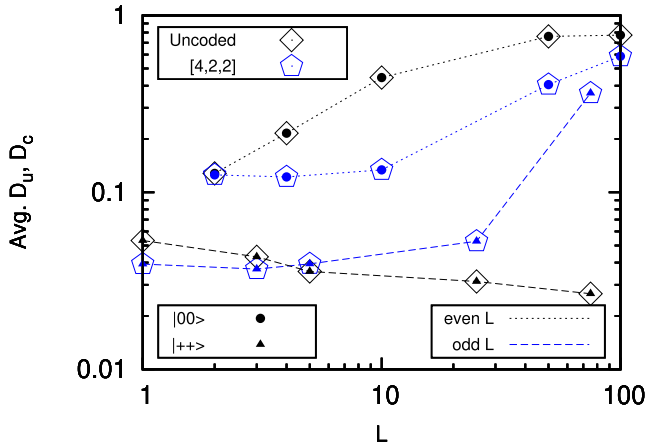 1
Uncoded
[4,2,2]
0.1
Avg. D_u, D_c
|00>
|++>
even L
odd L
0.01
1
10
100
L